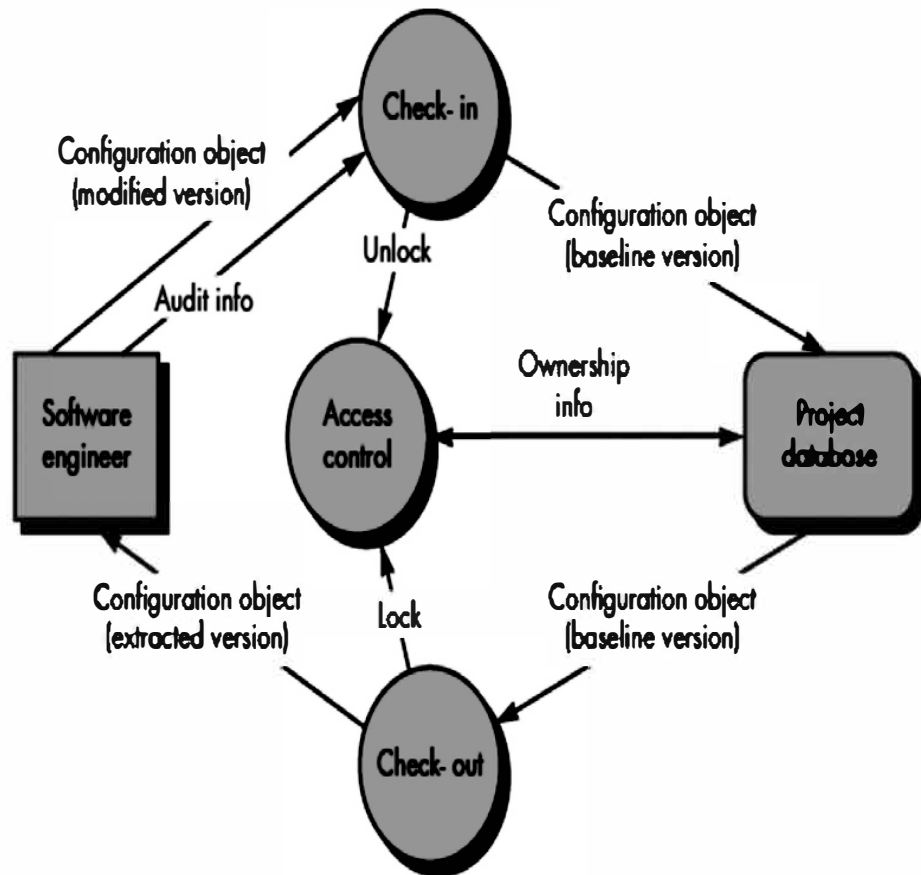 Check- in
Configuration object
(modified version)
Configuration object
(baseline version)
Unlock
Audit info
Ownership
info
Software
engineer
Access
control
Project
database
Configuration object
(extracted version)
Lock
Configuration object
(baseline version)
Check- out